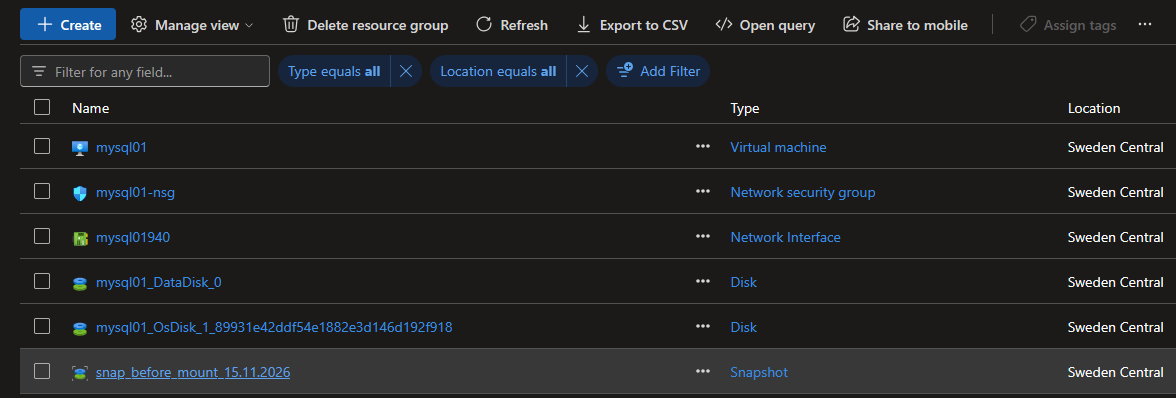 Create Manage view Delete resource group Refresh Export to CSV Open query Share to mobile Assign tags
Filter for any field... Type equals all Location equals all Add Filter
Name Type Location
mysql01 Virtual machine Sweden Central
mysql01-nsg Network security group Sweden Central
mysql01940 Network Interface Sweden Central
mysql01_DataDisk_0 Disk Sweden Central
mysql01_OsDisk_1_89931e42ddf54e1882e3d146d192f918 Disk Sweden Central
snap_before_mount_15.11.2026 Snapshot Sweden Central